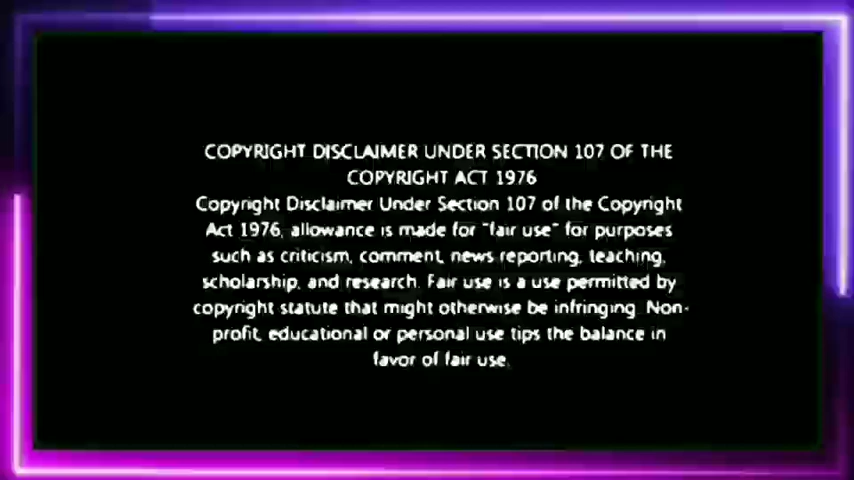 COPYRIGHT DISCLAIMER UNDER SECTION 107 OF THE
COPYRIGHT ACT 1976
Copyright Disclaimer Under Section 107 of the Copyright
Act 1976, allowance is made for "fair use" for purposes
such as criticism, comment, news reporting, teaching,
scholarship, and research. Fair use is a use permitted by
copyright statute that might otherwise be infringing. Non-
profit, educational or personal use tips the balance in
favor of fair use.